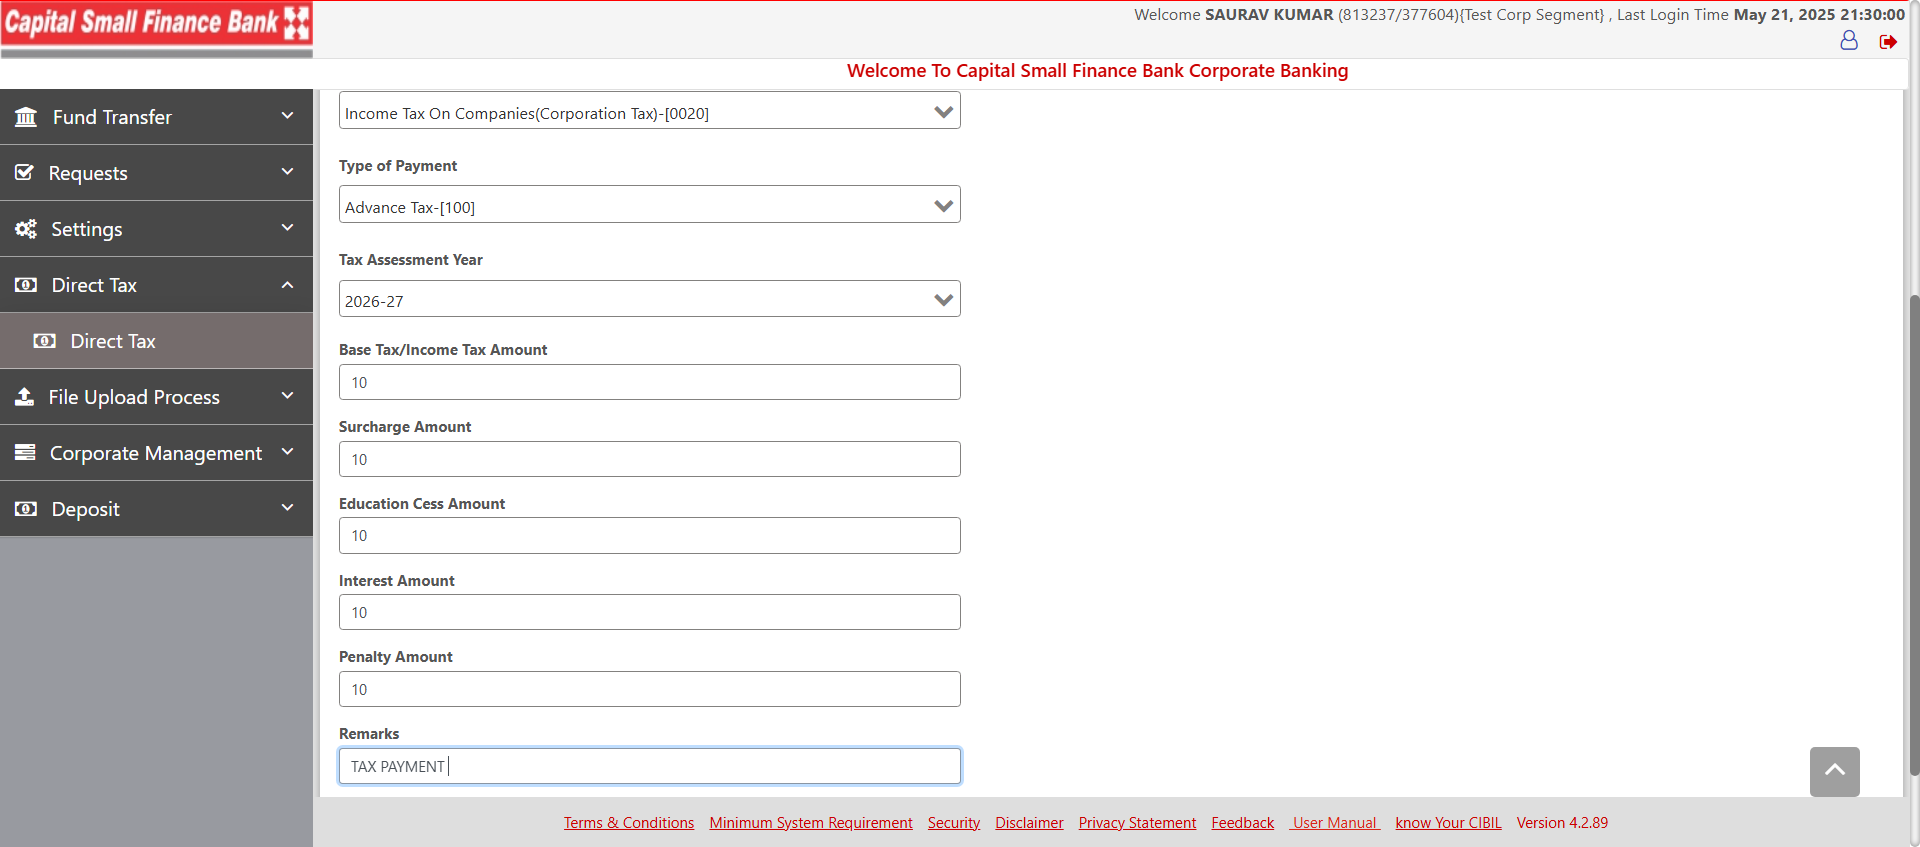 Capital Small Finance Bank
Welcome SAURAV KUMAR (813237/377604){Test Corp Segment} , Last Login Time May 21, 2025 21:30:00
Welcome To Capital Small Finance Bank Corporate Banking
Fund Transfer
Requests
Settings
Direct Tax
Direct Tax
File Upload Process
Corporate Management
Deposit
Income Tax On Companies(Corporation Tax)-[0020]
Type of Payment
Advance Tax-[100]
Tax Assessment Year
2026-27
Base Tax/Income Tax Amount
10
Surcharge Amount
10
Education Cess Amount
10
Interest Amount
10
Penalty Amount
10
Remarks
TAX PAYMENT
Terms & Conditions Minimum System Requirement Security Disclaimer Privacy Statement Feedback User Manual know Your CIBIL Version 4.2.89